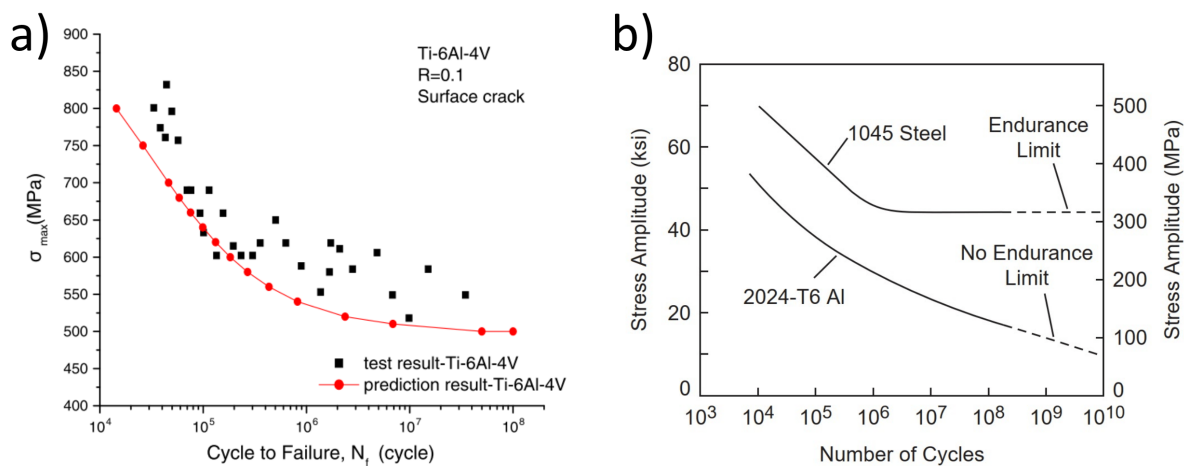 a)
900
850
800
750
700
650
600
550
500
450
400
σ max(MPa)
Ti-6Al-4V
R=0.1
Surface crack
test result-Ti-6Al-4V
prediction result-Ti-6Al-4V
10^4
10^5
10^6
10^7
10^8
Cycle to Failure, N_f (cycle)
b)
80
60
40
20
0
Stress Amplitude (ksi)
1045 Steel
Endurance
Limit
2024-T6 Al
No Endurance
Limit
500
400
300
200
100
0
Stress Amplitude (MPa)
10^3
10^4
10^5
10^6
10^7
10^8
10^9
10^10
Number of Cycles